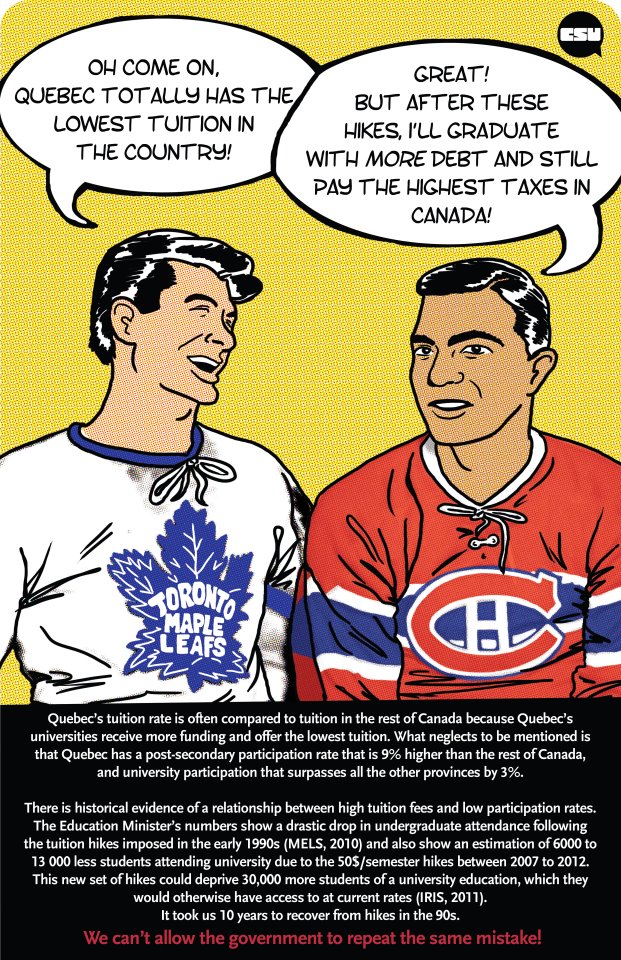 CSU
OH COME ON,
QUEBEC TOTALLY HAS THE
LOWEST TUITION IN
THE COUNTRY!
GREAT!
BUT AFTER THESE
HIKES, I'LL GRADUATE
WITH MORE DEBT AND STILL
PAY THE HIGHEST TAXES IN
CANADA!
TORONTO
MAPLE
LEAFS
CH
Quebec's tuition rate is often compared to tuition in the rest of Canada because Quebec's
universities receive more funding and offer the lowest tuition. What neglects to be mentioned is
that Quebec has a post-secondary participation rate that is 9% higher than the rest of Canada,
and university participation that surpasses all the other provinces by 3%.
There is historical evidence of a relationship between high tuition fees and low participation rates.
The Education Minister's numbers show a drastic drop in undergraduate attendance following
the tuition hikes imposed in the early 1990s (MELS, 2010) and also show an estimation of 6000 to
13 000 less students attending university due to the 50$/semester hikes between 2007 to 2012.
This new set of hikes could deprive 30,000 more students of a university education, which they
would otherwise have access to at current rates (IRIS, 2011).
It took us 10 years to recover from hikes in the 90s.
We can't allow the government to repeat the same mistake!